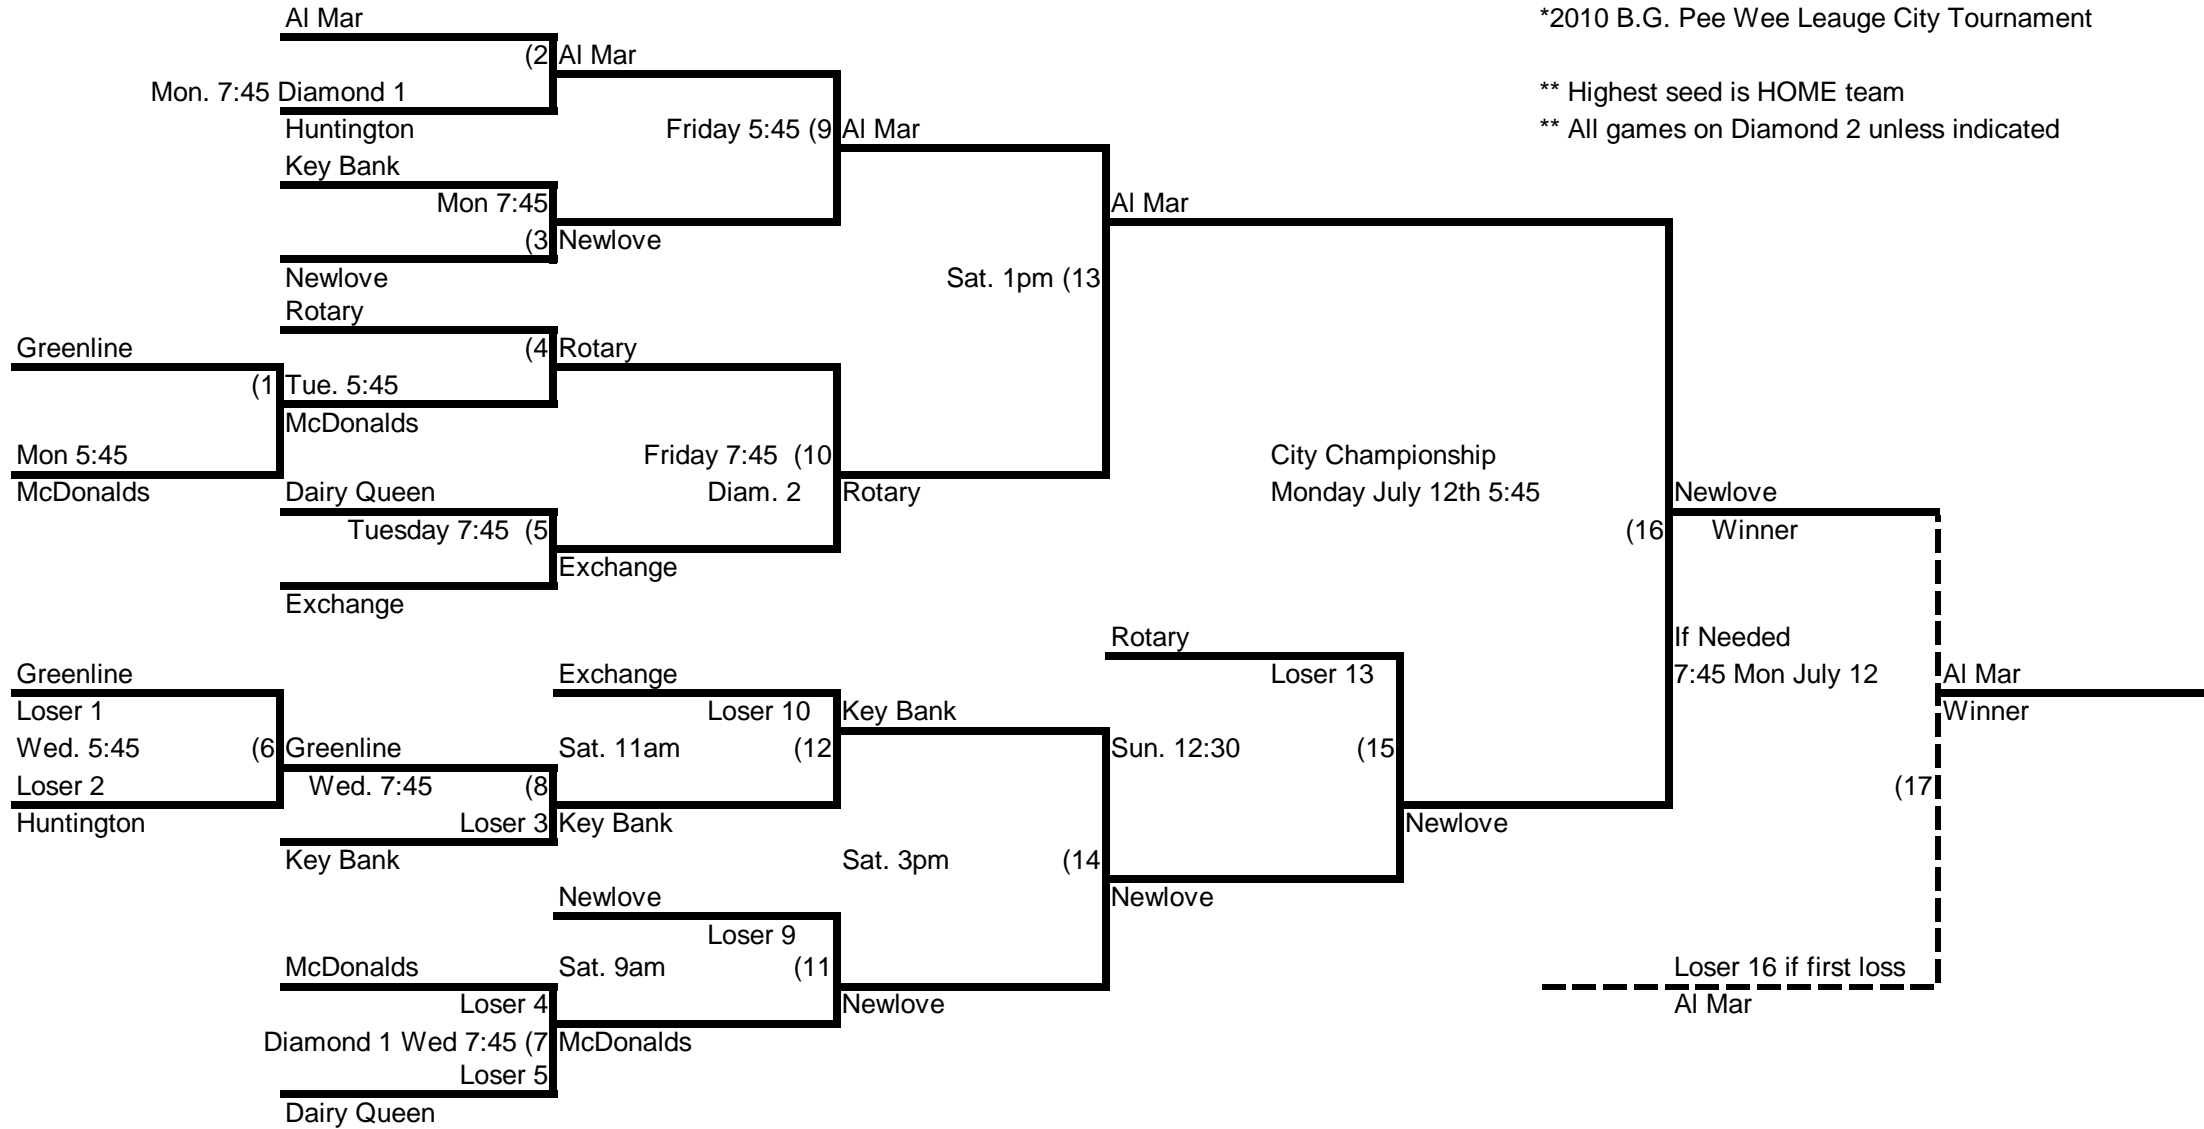 Al Mar
*2010 B.G. Pee Wee Leauge City Tournament
(2 Al Mar
Mon. 7:45 Diamond 1
** Highest seed is HOME team
Huntington
Friday 5:45 (9 Al Mar
** All games on Diamond 2 unless indicated
Key Bank
Mon 7:45
Al Mar
(3 Newlove
Newlove
Sat. 1pm (13
Rotary
Greenline
(4 Rotary
(1 Tue. 5:45
McDonalds
Mon 5:45
Friday 7:45 (10
City Championship
McDonalds
Dairy Queen
Diam. 2
Rotary
Monday July 12th 5:45
Newlove
Tuesday 7:45 (5
(16
Winner
Exchange
Exchange
Rotary
If Needed
Greenline
Exchange
Loser 13
7:45 Mon July 12
Al Mar
Loser 1
Loser 10
Key Bank
Winner
Wed. 5:45
(6 Greenline
Sat. 11am
(12
Sun. 12:30
(15
Loser 2
Wed. 7:45
(8
(17
Huntington
Loser 3 Key Bank
Newlove
Key Bank
Sat. 3pm
(14
Newlove
Newlove
Loser 9
McDonalds
Sat. 9am
(11
Loser 16 if first loss
Loser 4
Newlove
Al Mar
Diamond 1 Wed 7:45 (7 McDonalds
Loser 5
Dairy Queen